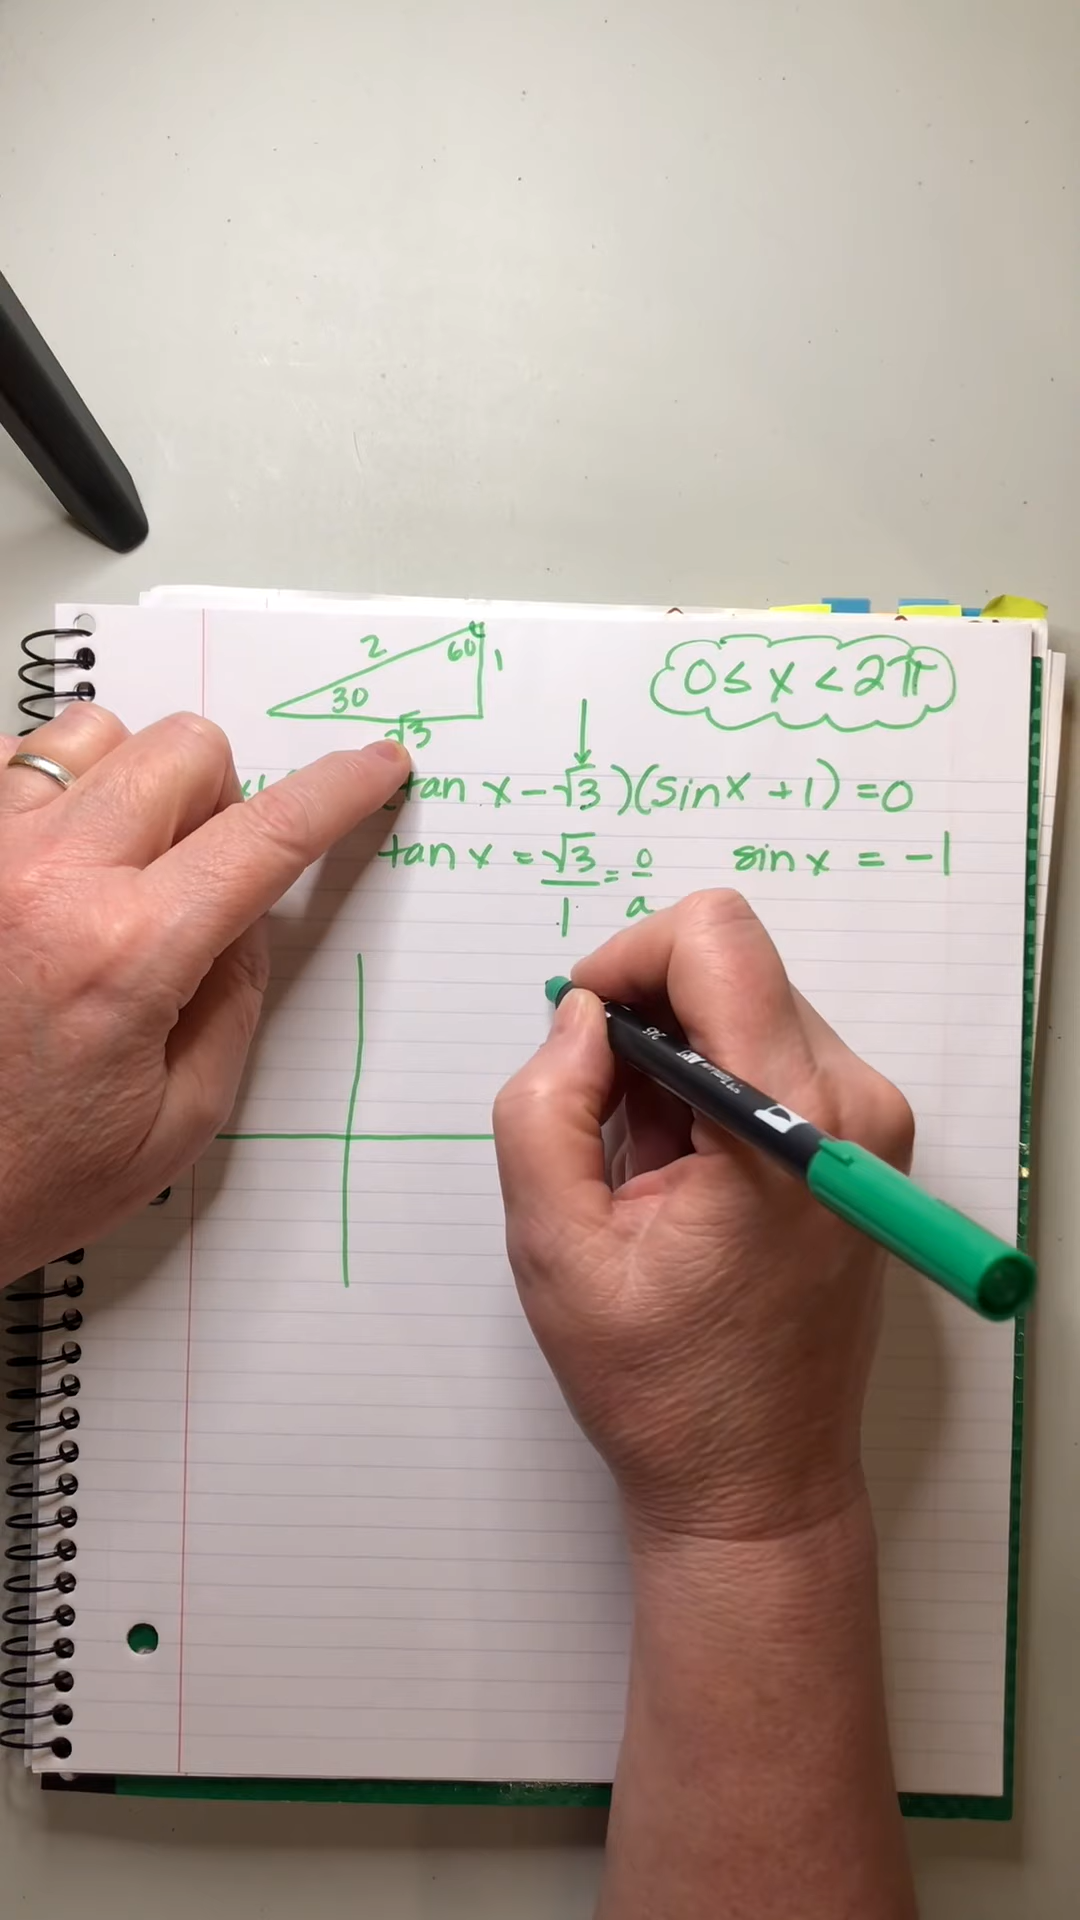 2
60
1
30
√3
0 ≤ x < 2π
(tan x - √3)(sin x + 1) = 0
tan x = √3/1 = o/a sin x = -1